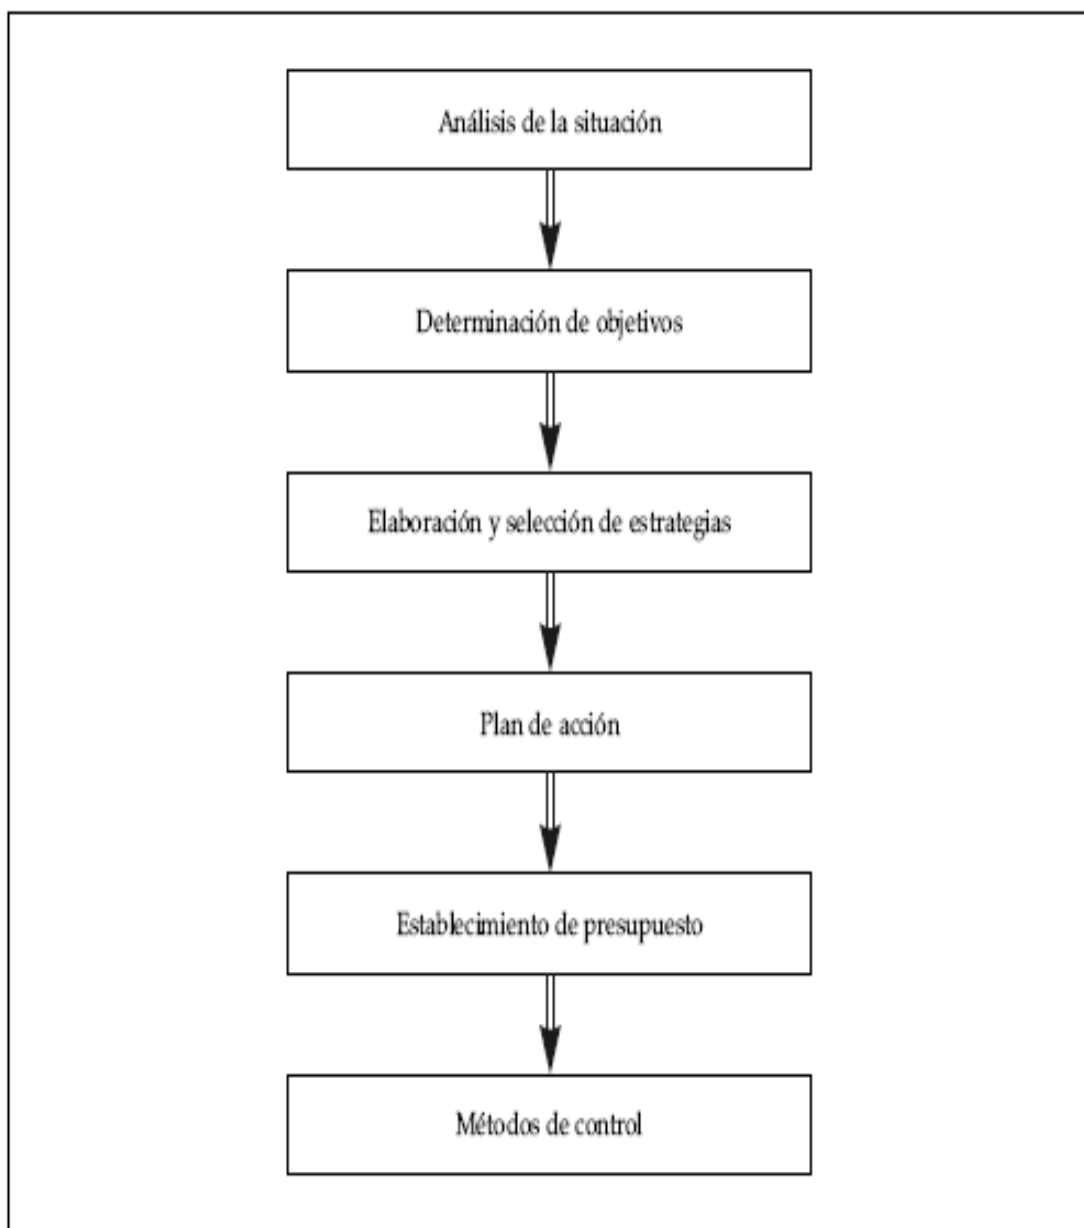 Análisis de la situación
Determinación de objetivos
Elaboración y selección de estrategias
Plan de acción
Establecimiento de presupuesto
Métodos de control